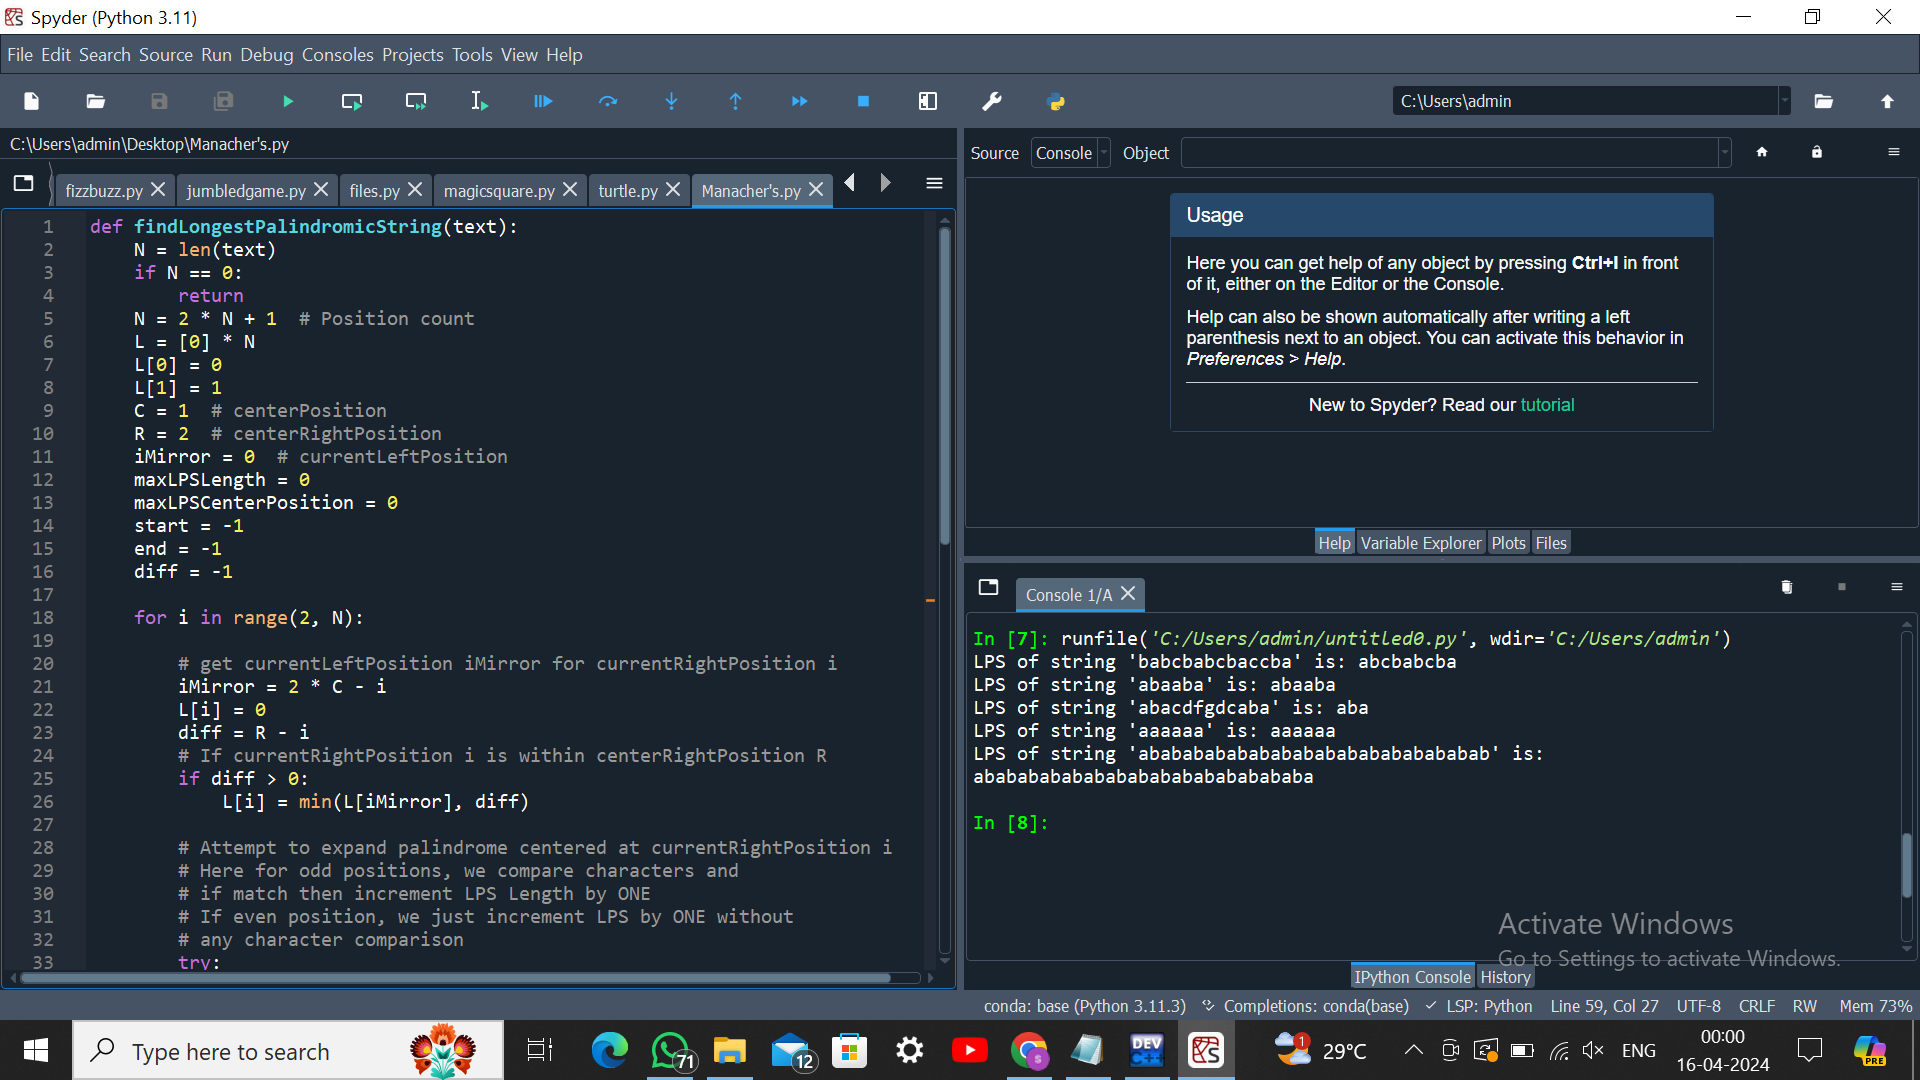 Spyder (Python 3.11)
File Edit Search Source Run Debug Consoles Projects Tools View Help
C:\Users\admin
C:\Users\admin\Desktop\Manacher's.py
fizzbuzz.py
jumbledgame.py
files.py
magicsquare.py
turtle.py
Manacher's.py
1 def findLongestPalindromicString(text):
2 N = len(text)
3 if N == 0:
4 return
5 N = 2 * N + 1 # Position count
6 L = [0] * N
7 L[0] = 0
8 L[1] = 1
9 C = 1 # centerPosition
10 R = 2 # centerRightPosition
11 iMirror = 0 # currentLeftPosition
12 maxLPSLength = 0
13 maxLPSCenterPosition = 0
14 start = -1
15 end = -1
16 diff = -1
17
18 for i in range(2, N):
19
20 # get currentLeftPosition iMirror for currentRightPosition i
21 iMirror = 2 * C - i
22 L[i] = 0
23 diff = R - i
24 # If currentRightPosition i is within centerRightPosition R
25 if diff > 0:
26 L[i] = min(L[iMirror], diff)
27
28 # Attempt to expand palindrome centered at currentRightPosition i
29 # Here for odd positions, we compare characters and
30 # if match then increment LPS Length by ONE
31 # If even position, we just increment LPS by ONE without
32 # any character comparison
33 try:
Source Console Object
Usage
Here you can get help of any object by pressing Ctrl+I in front
of it, either on the Editor or the Console.
Help can also be shown automatically after writing a left
parenthesis next to an object. You can activate this behavior in
Preferences > Help.
New to Spyder? Read our tutorial
Help Variable Explorer Plots Files
Console 1/A
In [7]: runfile('C:/Users/admin/untitled0.py', wdir='C:/Users/admin')
LPS of string 'babcbabcbaccba' is: abcbabcba
LPS of string 'abaaba' is: abaaba
LPS of string 'abacdfgdcaba' is: aba
LPS of string 'aaaaaa' is: aaaaaa
LPS of string 'abababababababababababababababab' is:
abababababababababababababababa
In [8]:
Activate Windows
Go to Settings to activate Windows.
IPython Console History
conda: base (Python 3.11.3) Completions: conda(base) LSP: Python Line 59, Col 27 UTF-8 CRLF RW Mem 73%
Type here to search
71
12
DEV
C++
S
PRE
1
29°C
ENG
00:00
16-04-2024